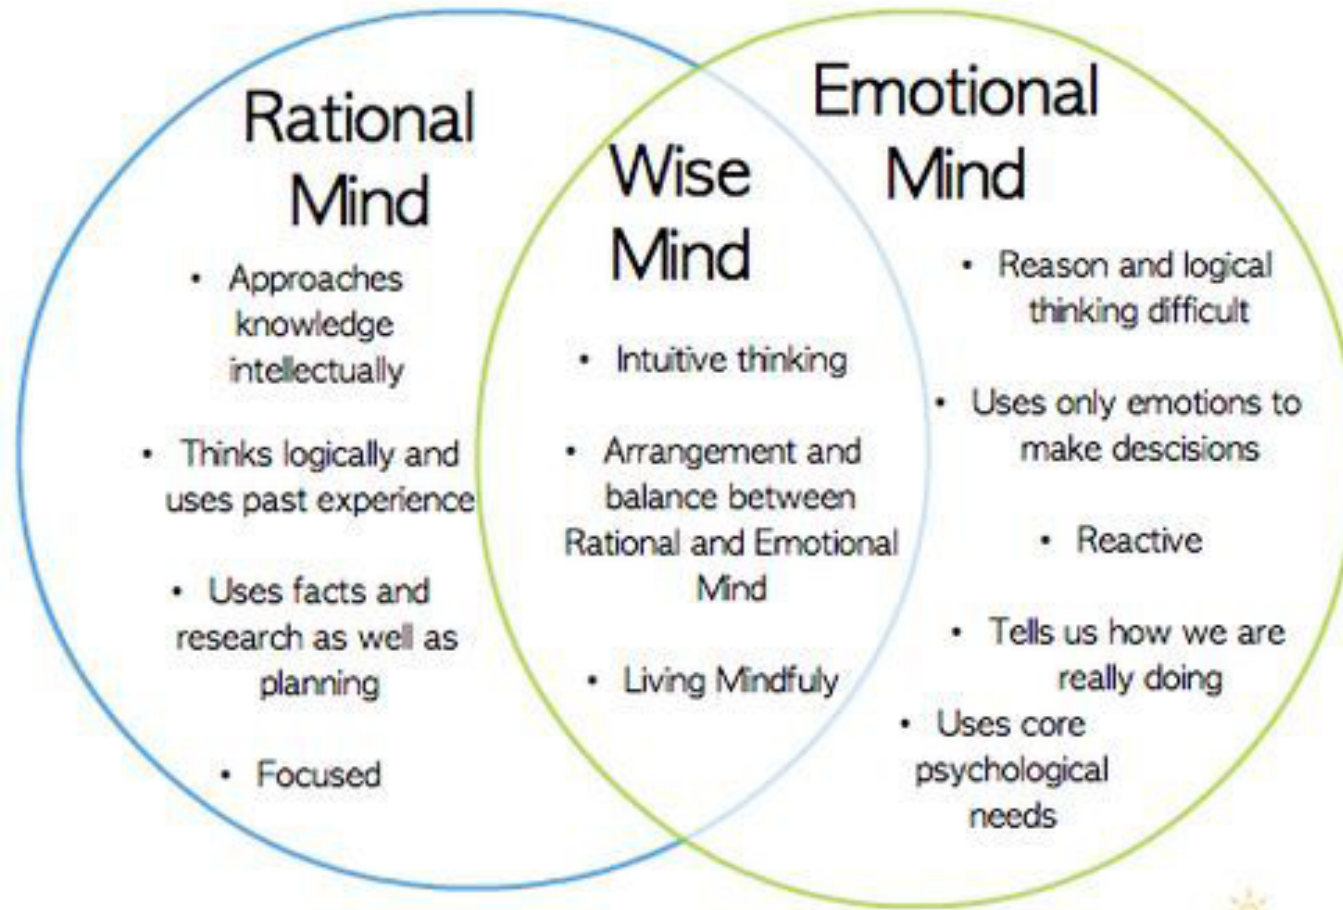 Rational
Mind
• Approaches
knowledge
intellectually
• Thinks logically and
uses past experience
• Uses facts and
research as well as
planning
• Focused
Wise
Mind
• Intuitive thinking
• Arrangement and
balance between
Rational and Emotional
Mind
• Living Mindfuly
Emotional
Mind
• Reason and logical
thinking difficult
• Uses only emotions to
make descisions
• Reactive
• Tells us how we are
really doing
• Uses core
psychological
needs